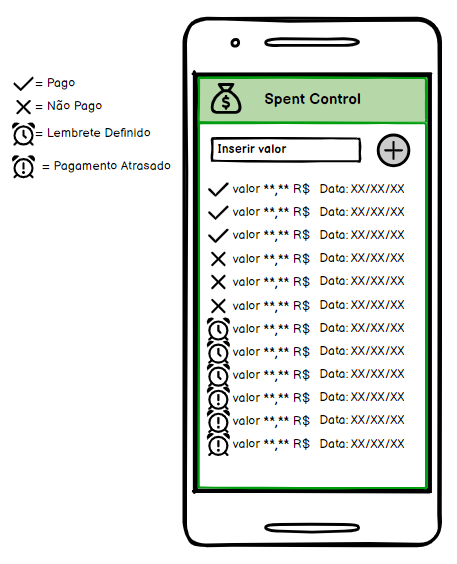 Spent Control
= Pago
= Não Pago
= Lembrete Definido
= Pagamento Atrasado
Inserir valor
valor **,** R$ Data: XX/XX/XX
valor **,** R$ Data: XX/XX/XX
valor **,** R$ Data: XX/XX/XX
valor **,** R$ Data: XX/XX/XX
valor **,** R$ Data: XX/XX/XX
valor **,** R$ Data: XX/XX/XX
valor **,** R$ Data: XX/XX/XX
valor **,** R$ Data: XX/XX/XX
valor **,** R$ Data: XX/XX/XX
valor **,** R$ Data: XX/XX/XX
valor **,** R$ Data: XX/XX/XX
valor **,** R$ Data: XX/XX/XX